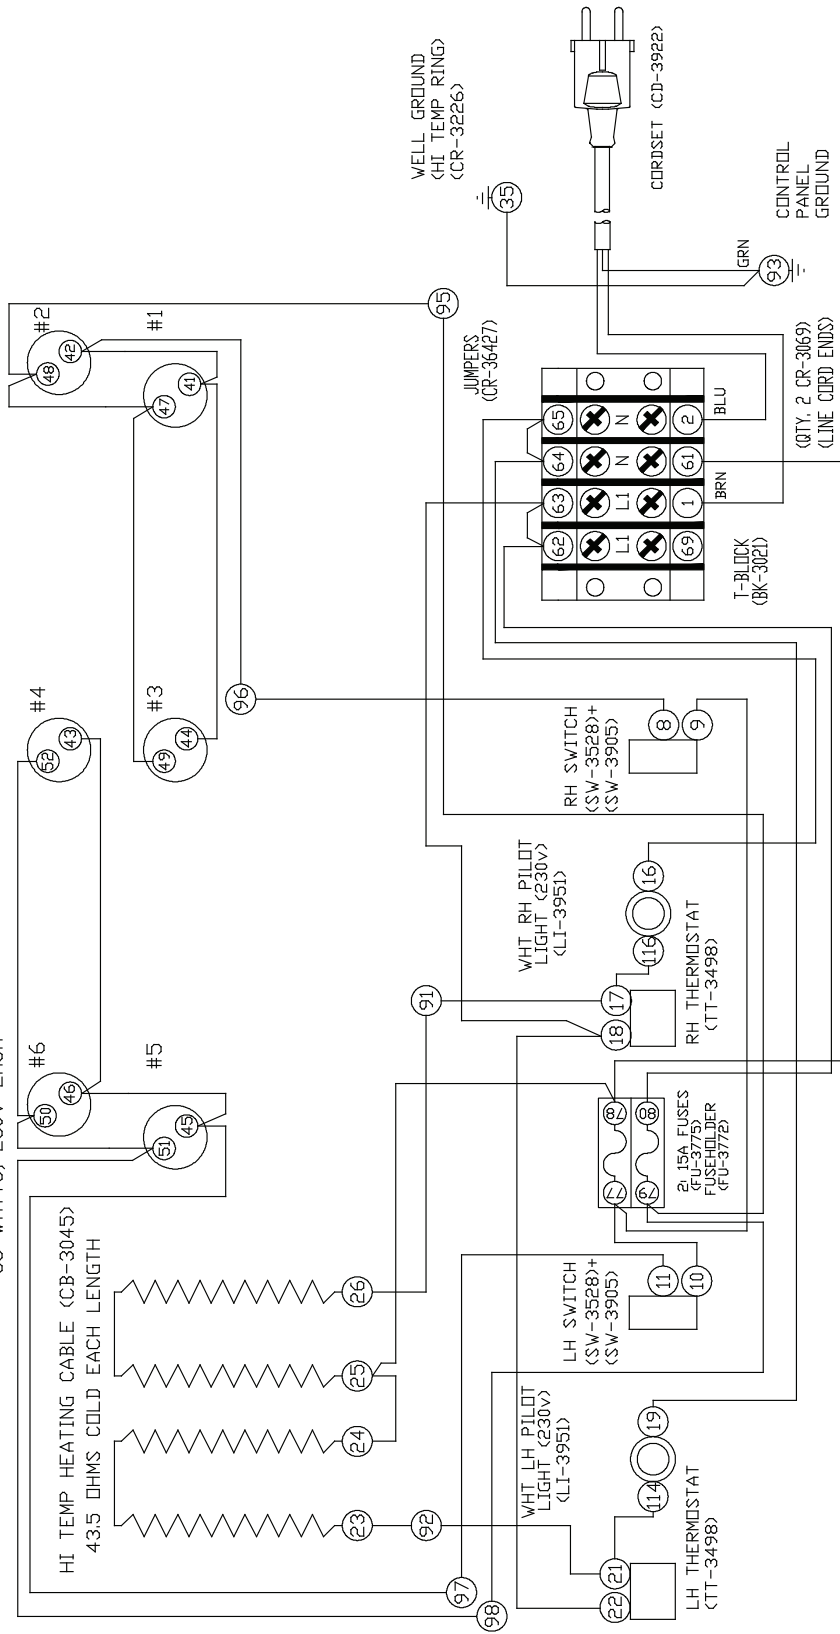 HI TEMP HEATING CABLE (CB-3045)
43.5 OHMS COLD EACH LENGTH
#6
#4
#2
50
46
52
43
48
42
#5
#3
#1
51
45
49
44
47
41
23
24
25
26
96
92
91
95
97
98
WELL GROUND
(HI TEMP RING)
(CR-3226)
35
JUMPERS
(CR-36427)
WHT LH PILOT
LIGHT (230v)
(LI-3951)
WHT RH PILOT
LIGHT (230v)
(LI-3951)
LH SWITCH
(SW-3528)+
(SW-3905)
11
10
RH SWITCH
(SW-3528)+
(SW-3905)
8
9
62
63
64
65
L1
L1
N
N
69
1
61
2
BRN
BLU
T-BLOCK
(BK-3021)
22
21
114
19
LH THERMOSTAT
(TT-3498)
77
78
79
80
2: 15A FUSES
(FU-3775)
FUSEHOLDER
(FU-3772)
18
17
116
16
RH THERMOSTAT
(TT-3498)
CORDSET (CD-3922)
GRN
93
CONTROL
PANEL
GROUND
(QTY. 2 CR-3069)
(LINE CORD ENDS)